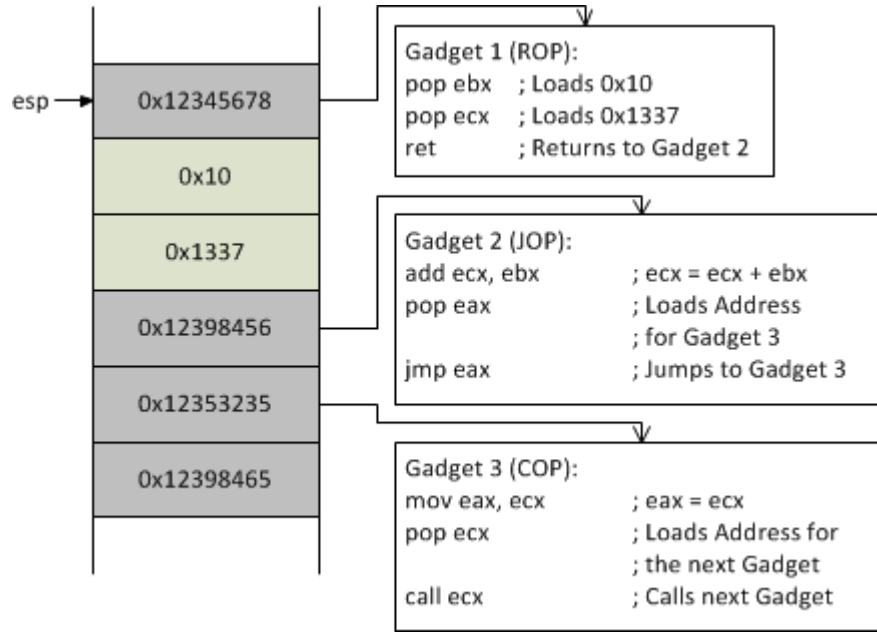 esp
0x12345678
0x10
0x1337
0x12398456
0x12353235
0x12398465
Gadget 1 (ROP):
pop ebx ; Loads 0x10
pop ecx ; Loads 0x1337
ret ; Returns to Gadget 2
Gadget 2 (JOP):
add ecx, ebx ; ecx = ecx + ebx
pop eax ; Loads Address
; for Gadget 3
jmp eax ; Jumps to Gadget 3
Gadget 3 (COP):
mov eax, ecx ; eax = ecx
pop ecx ; Loads Address for
; the next Gadget
call ecx ; Calls next Gadget